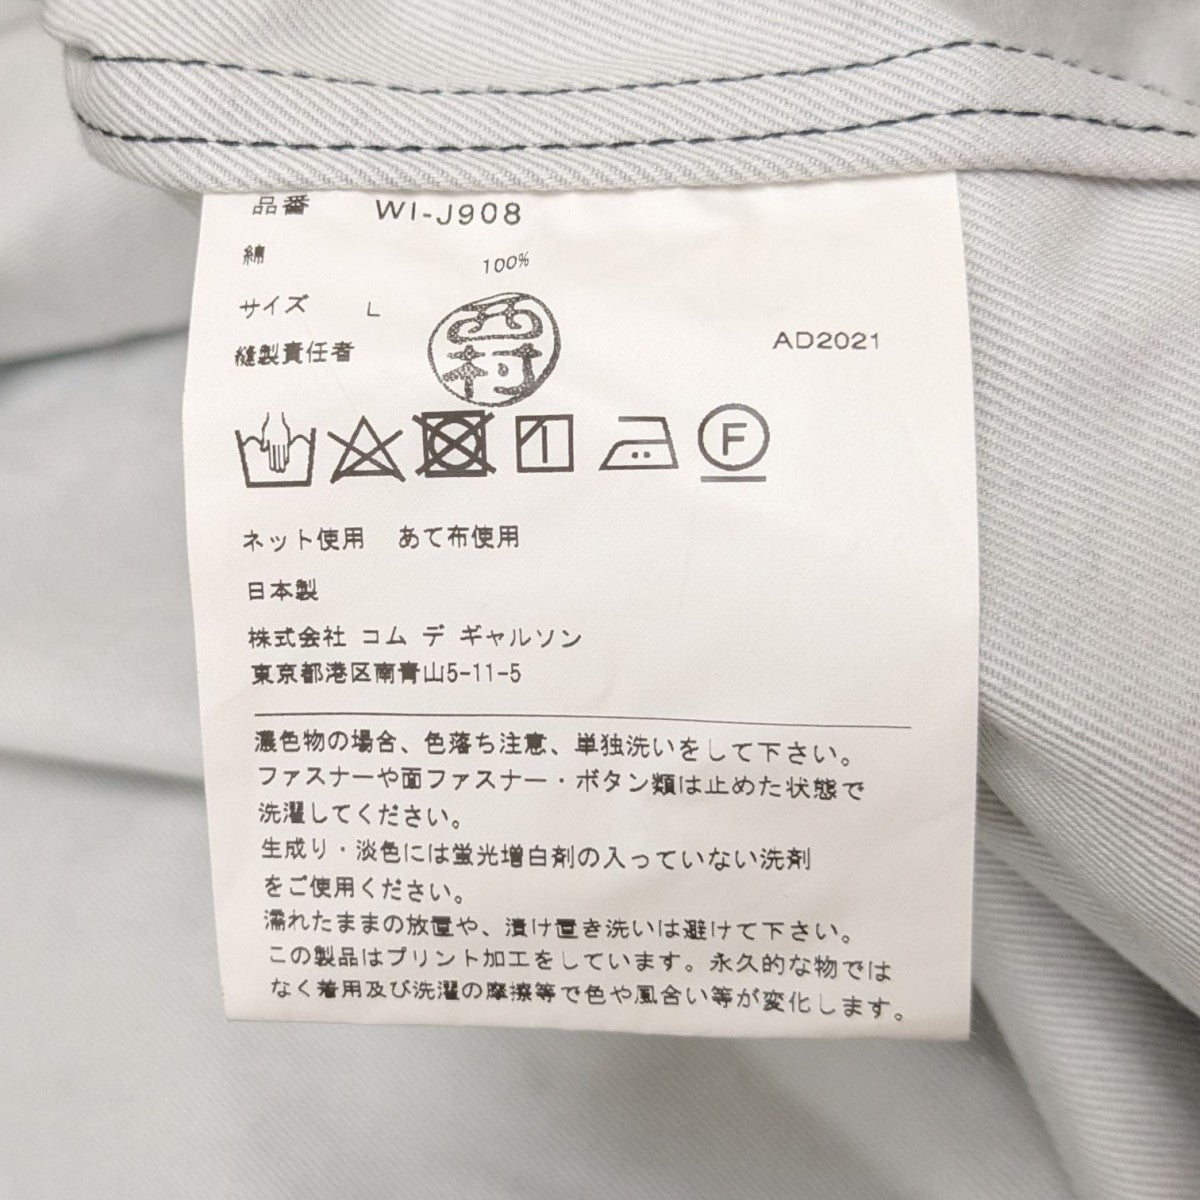 品番 WI-J908
綿
100%
サイズ L
西村
縫製責任者
AD2021
F
ネット使用 あて布使用
日本製
株式会社 コム デ ギャルソン
東京都港区南青山5-11-5
濃色物の場合、色落ち注意、単独洗いをして下さい。
ファスナーや面ファスナー・ボタン類は止めた状態で
洗濯してください。
生成り・淡色には蛍光増白剤の入っていない洗剤
をご使用ください。
濡れたままの放置や、漬け置き洗いは避けて下さい。
この製品はプリント加工をしています。永久的な物では
なく着用及び洗濯の摩擦等で色や風合い等が変化します。